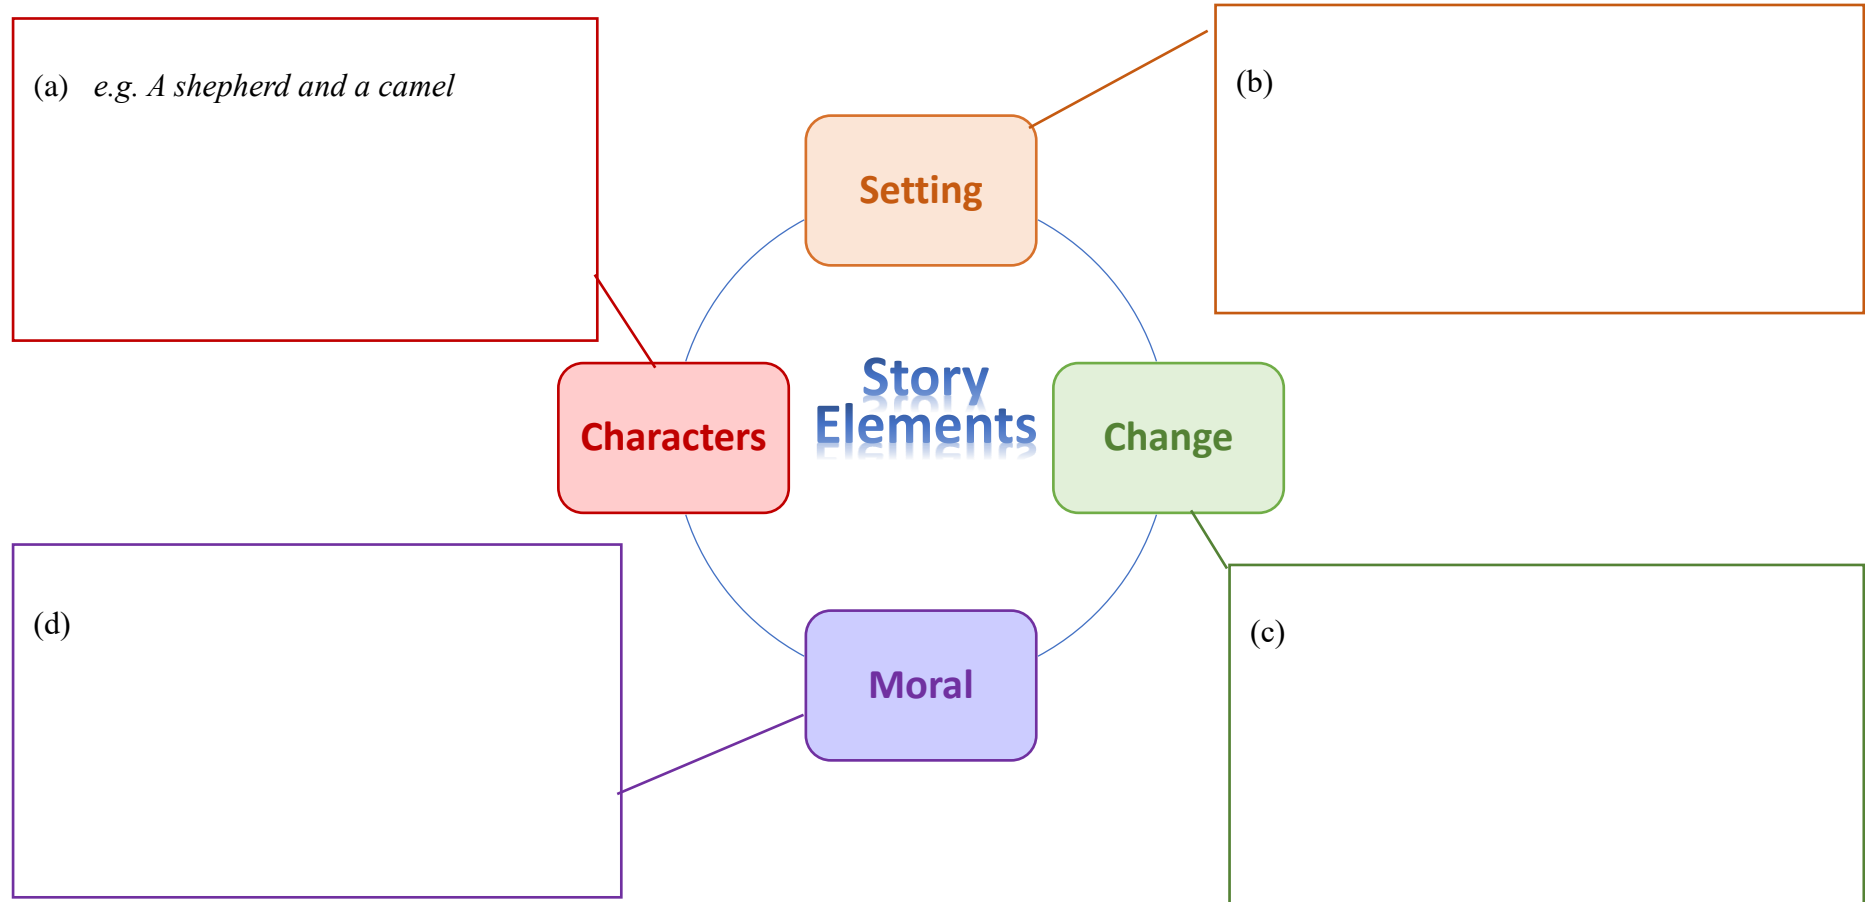 (a) e.g. A shepherd and a camel
(b)
Setting
Story
Elements
Characters
Change
(d)
Moral
(c)